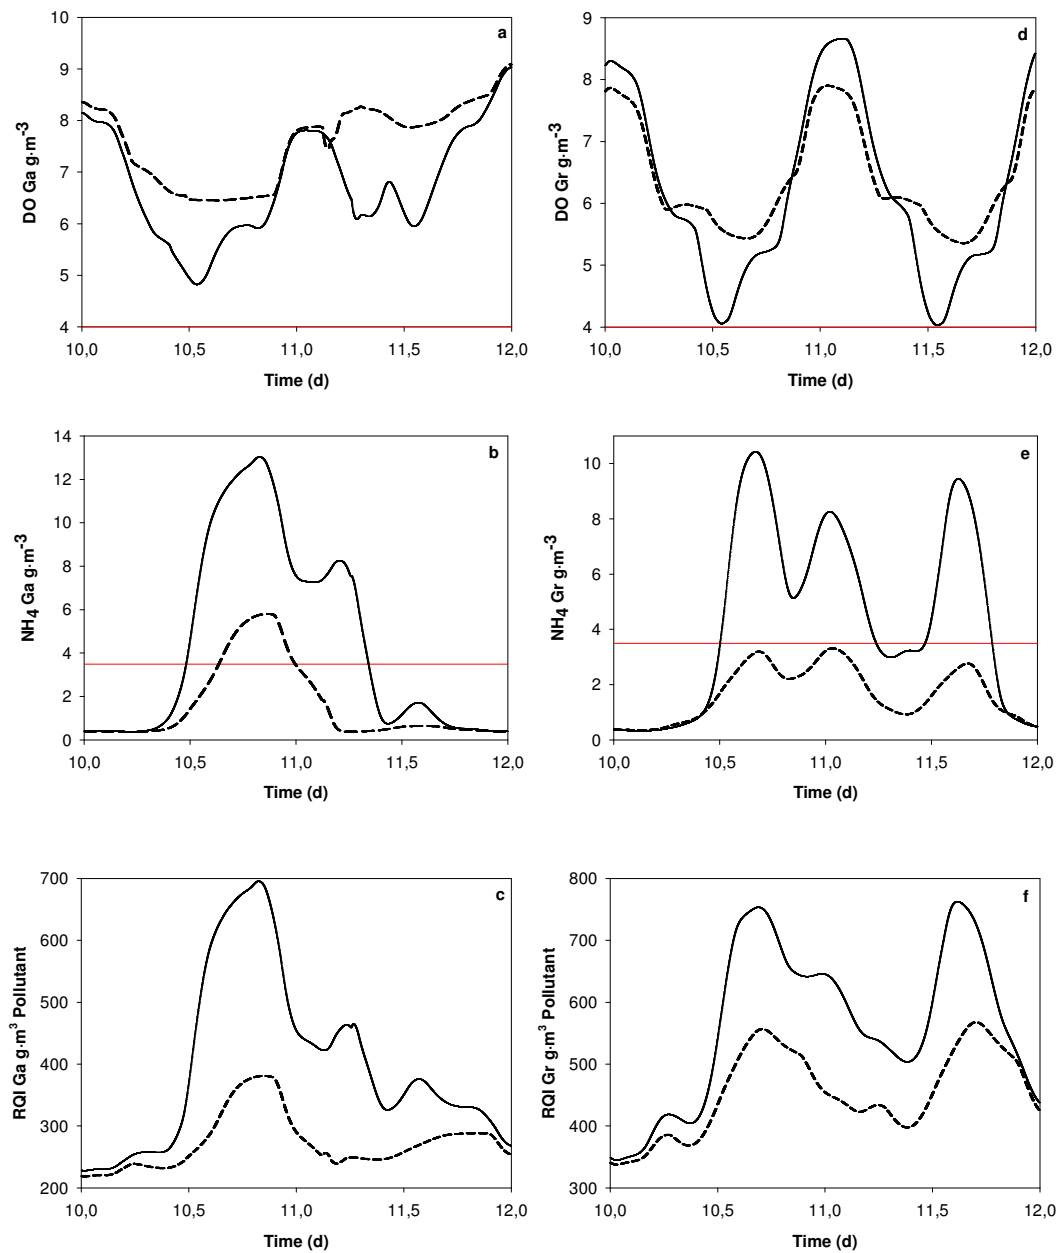 a
DO Ga g·m-3
10
9
8
7
6
5
4
10,0 10,5 11,0 11,5 12,0
Time (d)
d
DO Gr g·m-3
9
8
7
6
5
4
10,0 10,5 11,0 11,5 12,0
Time (d)
b
NH4 Ga g·m-3
14
12
10
8
6
4
2
0
10,0 10,5 11,0 11,5 12,0
Time (d)
e
NH4 Gr g·m-3
10
8
6
4
2
0
10,0 10,5 11,0 11,5 12,0
Time (d)
c
RQI Ga g·m3 Pollutant
700
600
500
400
300
200
10,0 10,5 11,0 11,5 12,0
Time (d)
f
RQI Gr g·m3 Pollutant
800
700
600
500
400
300
10,0 10,5 11,0 11,5 12,0
Time (d)